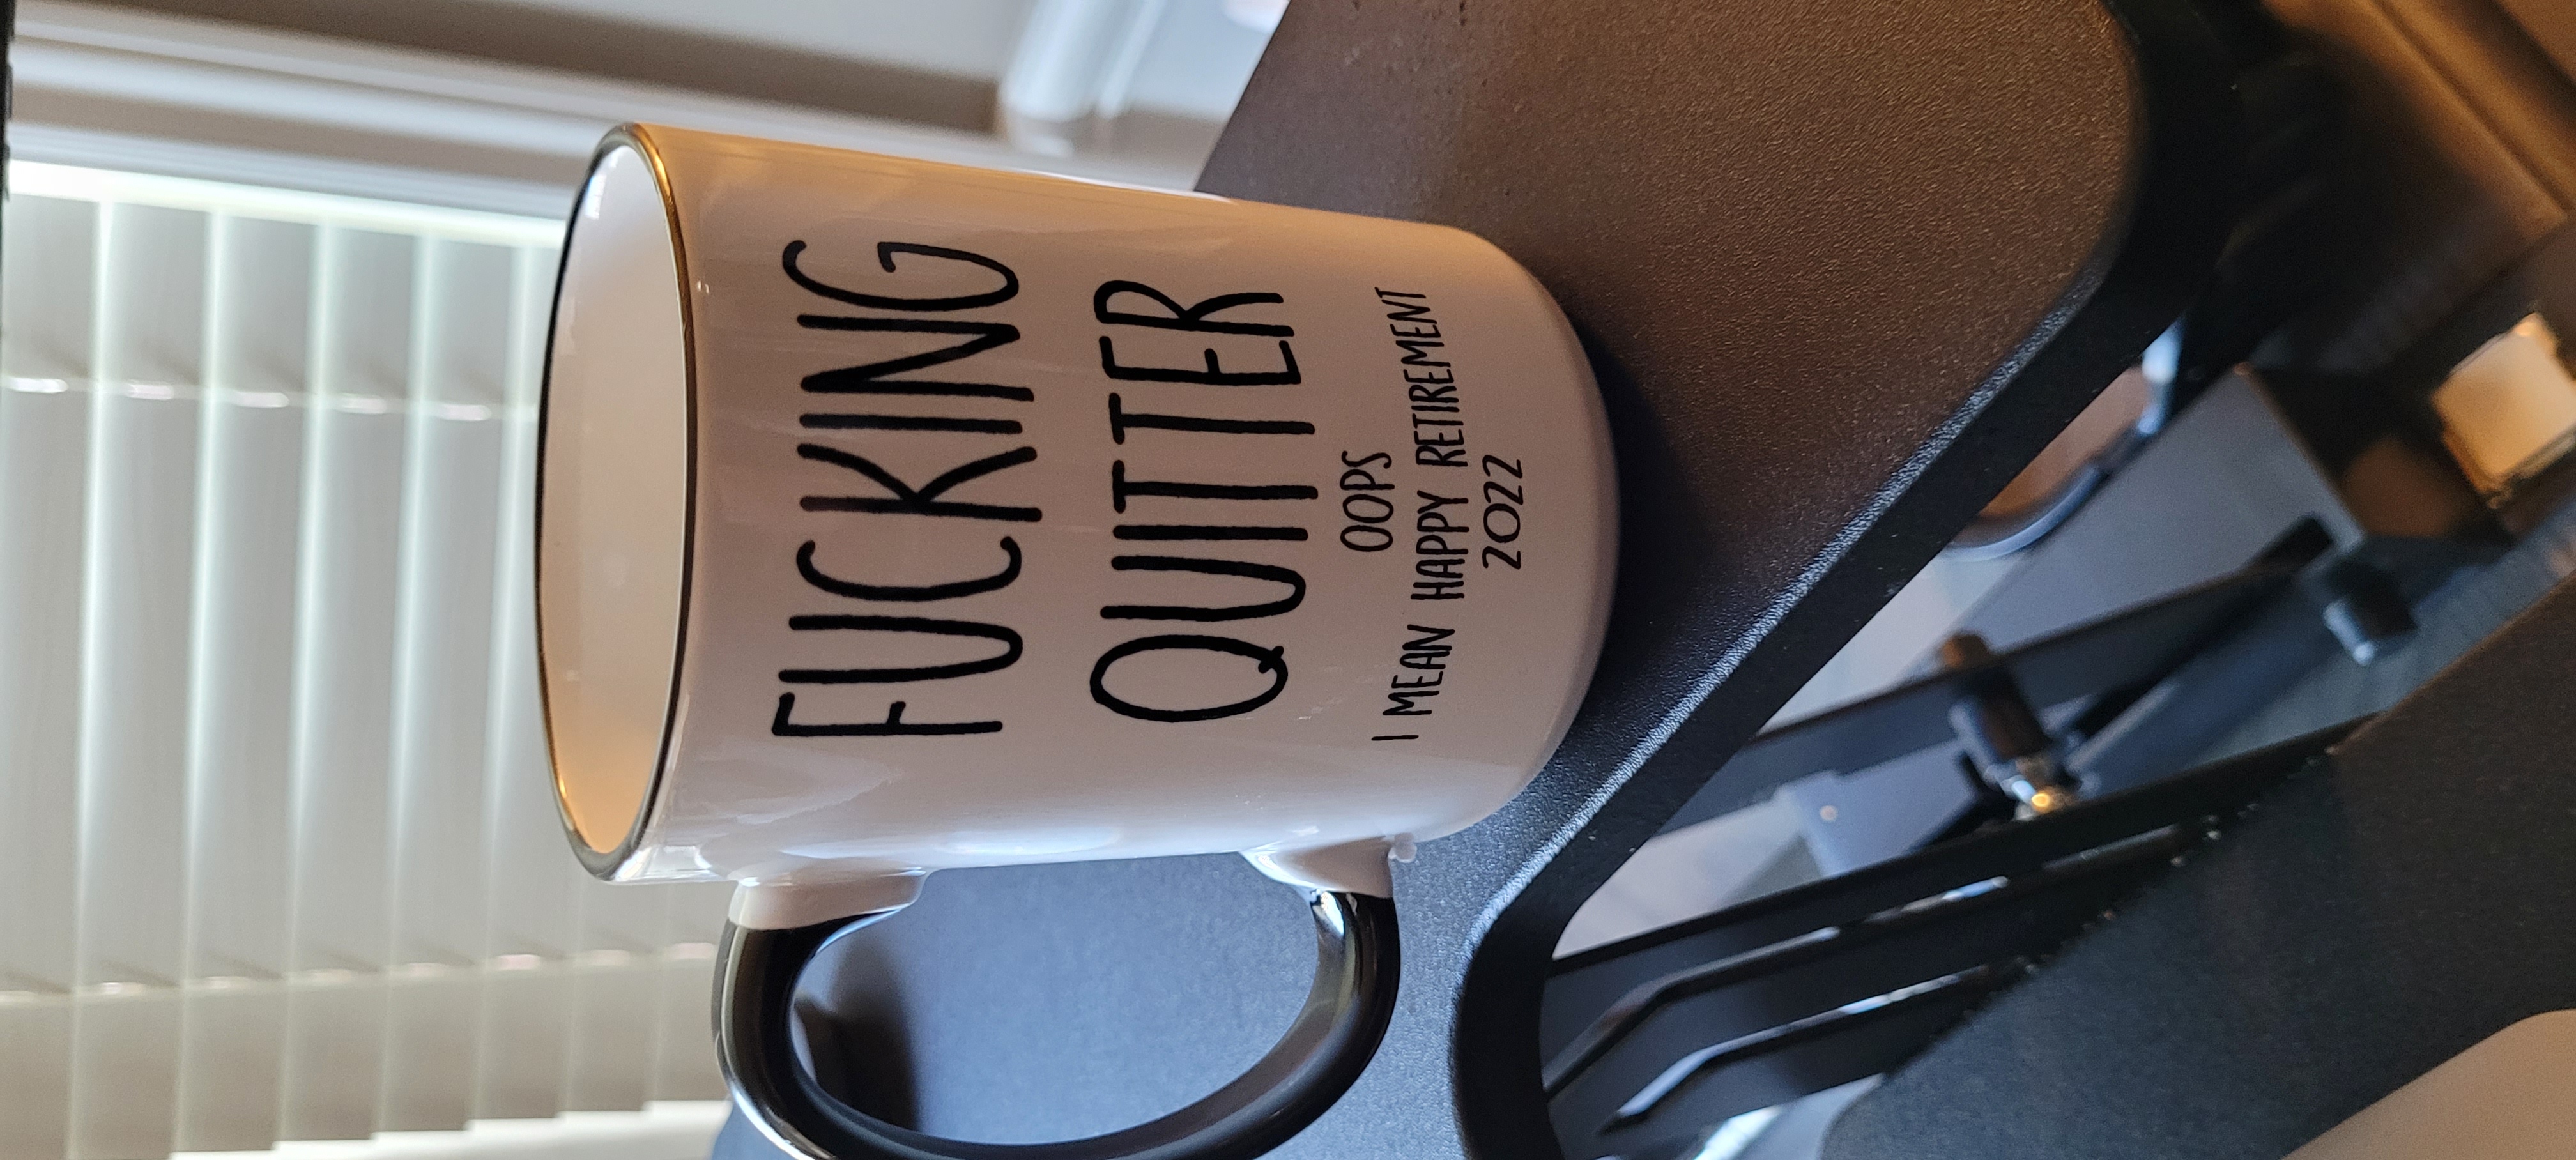 FUCKING
QUITTER
OOPS
I MEAN HAPPY RETIREMENT
2022